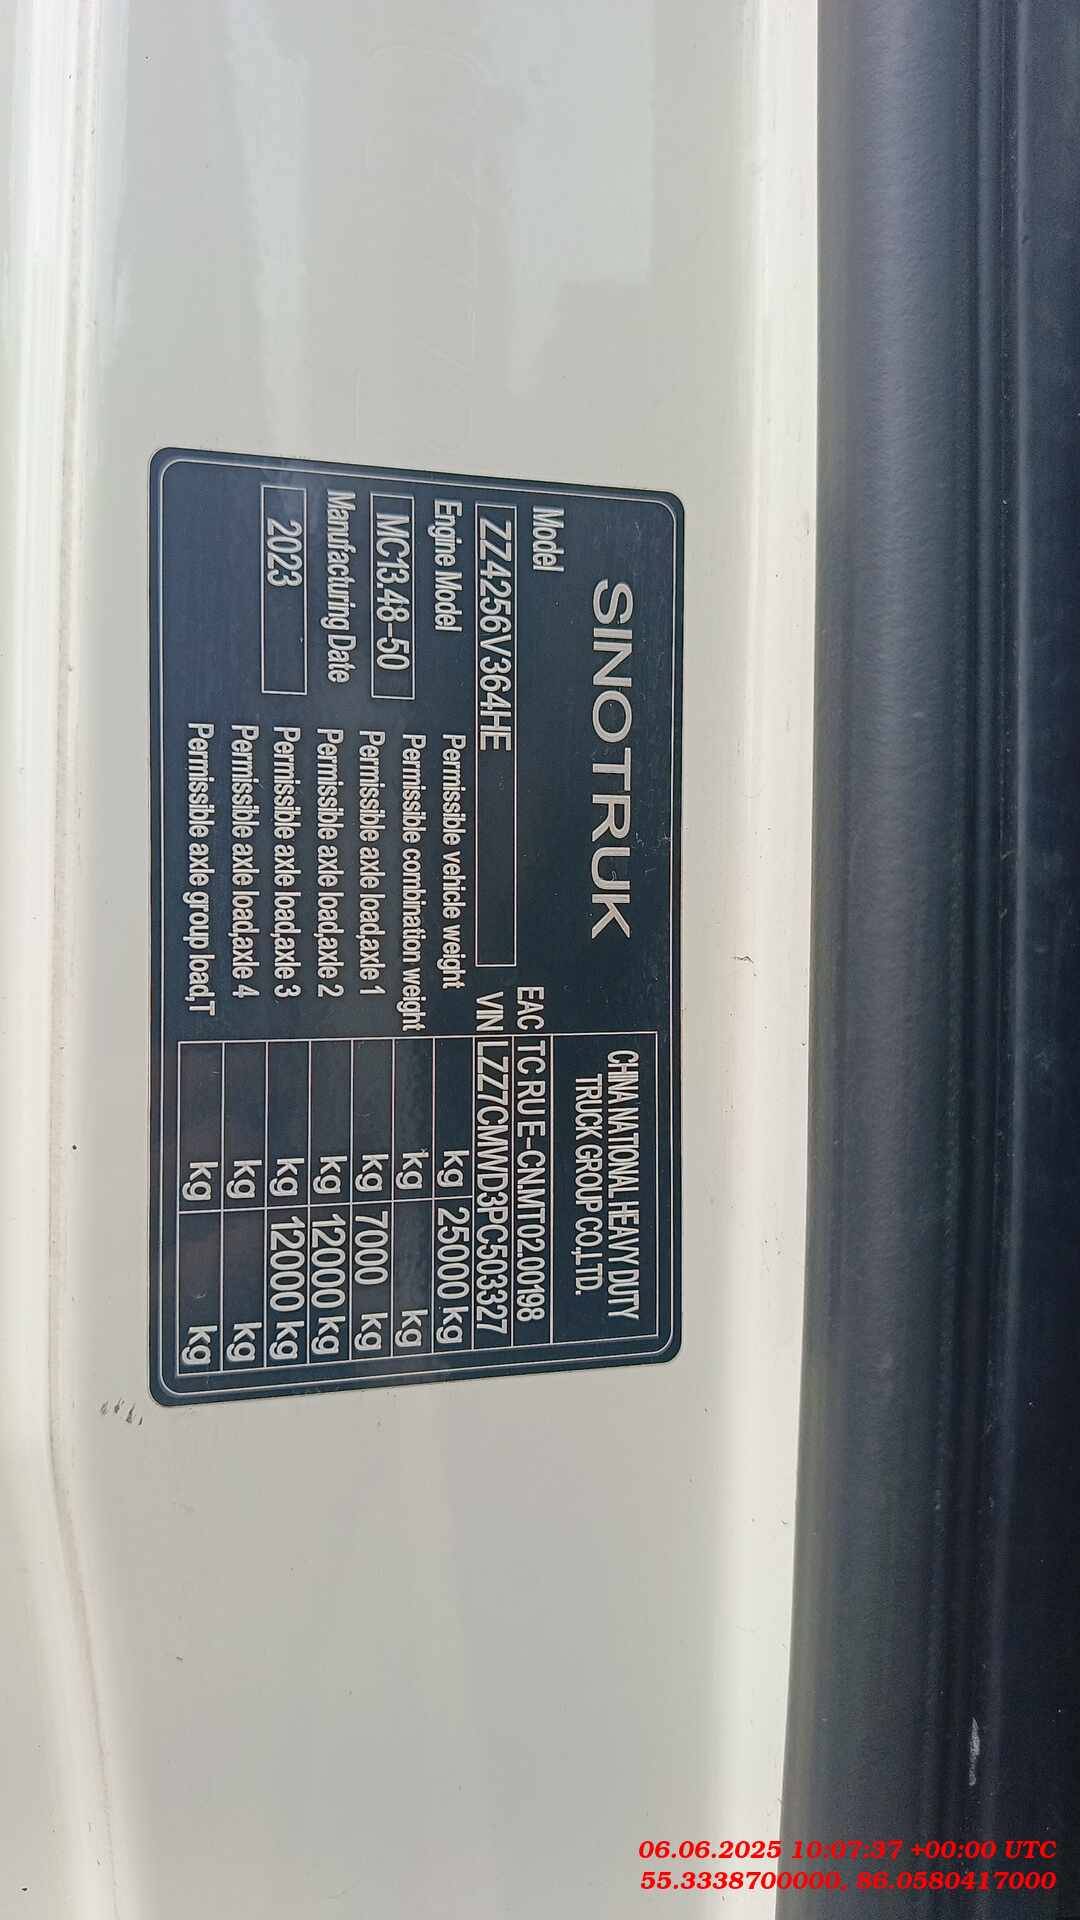 SINOTRUK
CHINA NATIONAL HEAVY DUTY
TRUCK GROUP CO.,LTD.
Model
EAC TC RU E-CN.MT02.00198
ZZ4256V364HE
VIN LZZ7CMWD3PC503327
Engine Model
MC13.48-50
Manufacturing Date
2023
Permissible vehicle weight kg 25000 kg
Permissible combination weight kg kg
Permissible axle load,axle 1 kg 7000 kg
Permissible axle load,axle 2 kg 12000 kg
Permissible axle load,axle 3 kg 12000 kg
Permissible axle load,axle 4 kg kg
Permissible axle group load,T kg kg
06.06.2025 10:07:37 +00:00 UTC
55.3338700000, 86.0580417000